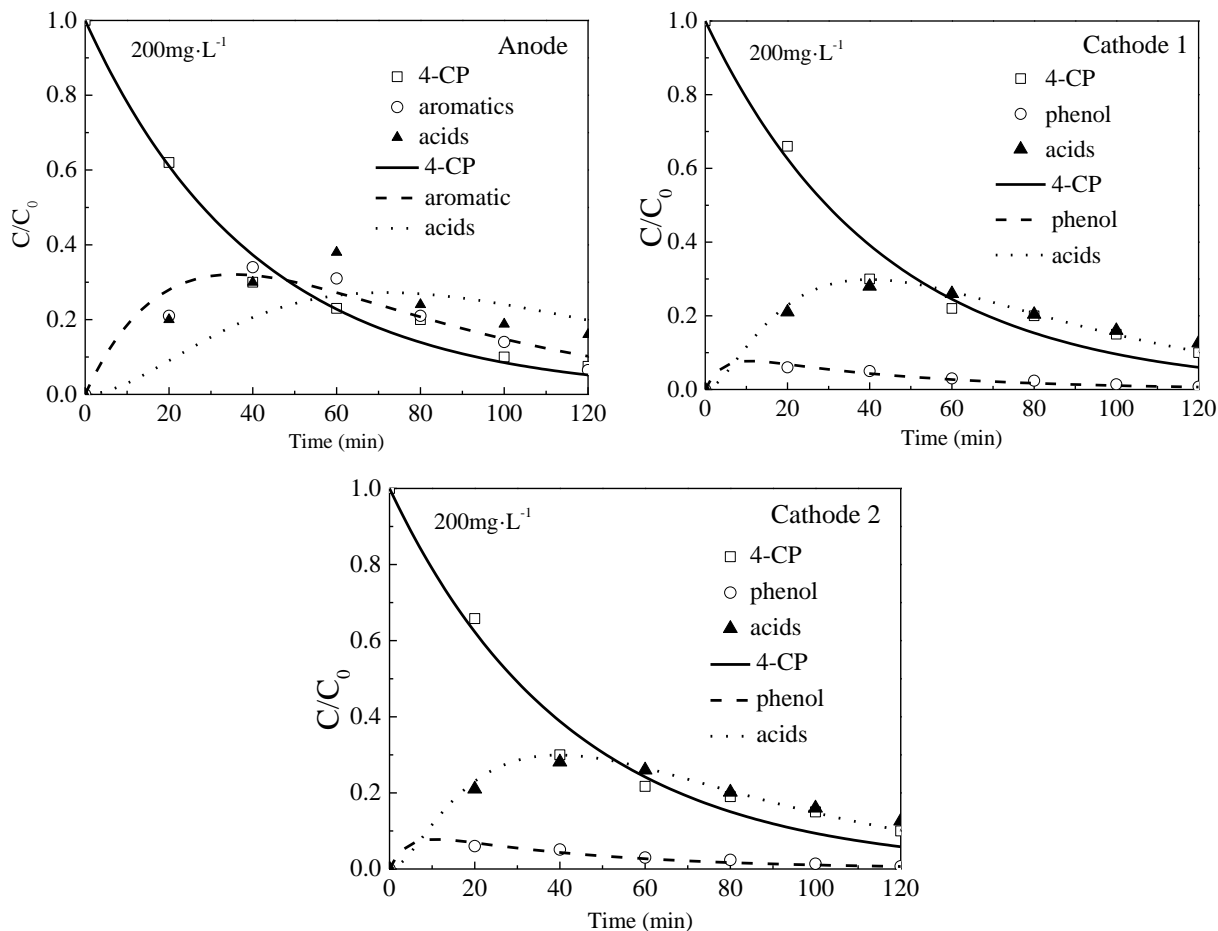 1.0
0.8
0.6
0.4
0.2
0.0
C/C0
200mg·L-1
Anode
4-CP
aromatics
acids
4-CP
aromatic
acids
0
20
40
60
80
100
120
Time (min)
1.0
0.8
0.6
0.4
0.2
0.0
C/C0
200mg·L-1
Cathode 1
4-CP
phenol
acids
4-CP
phenol
acids
0
20
40
60
80
100
120
Time (min)
1.0
0.8
0.6
0.4
0.2
0.0
C/C0
200mg·L-1
Cathode 2
4-CP
phenol
acids
4-CP
phenol
acids
0
20
40
60
80
100
120
Time (min)